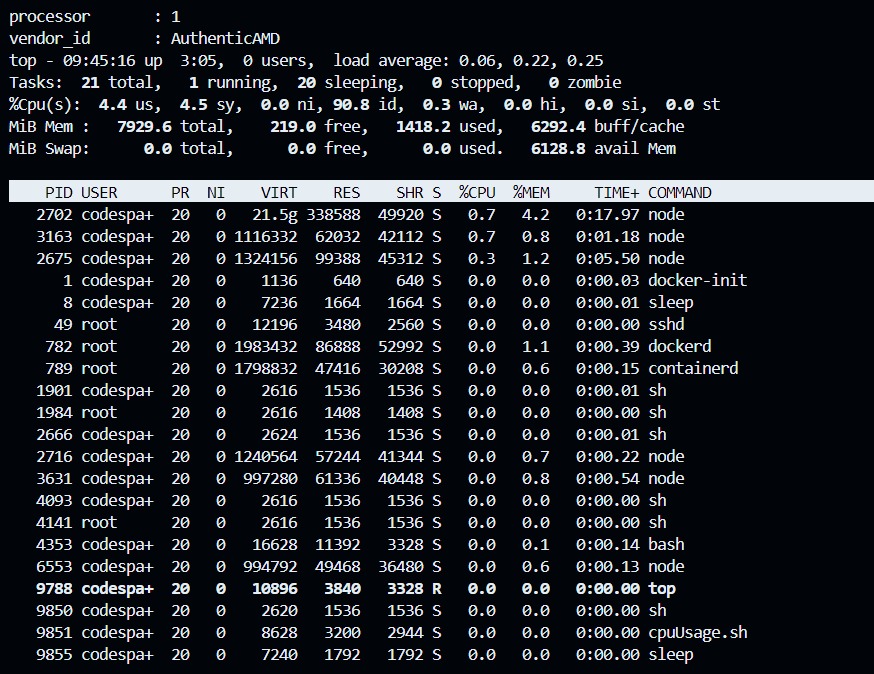 processor       : 1
vendor_id       : AuthenticAMD
top - 09:45:16 up  3:05,  0 users,  load average: 0.06, 0.22, 0.25
Tasks:  21 total,   1 running,  20 sleeping,   0 stopped,   0 zombie
%Cpu(s):  4.4 us,  4.5 sy,  0.0 ni, 90.8 id,  0.3 wa,  0.0 hi,  0.0 si,  0.0 st
MiB Mem :   7929.6 total,    219.0 free,   1418.2 used,   6292.4 buff/cache
MiB Swap:      0.0 total,      0.0 free,      0.0 used.   6128.8 avail Mem
    PID USER      PR  NI    VIRT    RES    SHR S  %CPU  %MEM     TIME+ COMMAND
   2702 codespa+  20   0   21.5g 338588  49920 S   0.7   4.2   0:17.97 node
   3163 codespa+  20   0 1116332  62032  42112 S   0.7   0.8   0:01.18 node
   2675 codespa+  20   0 1324156  99388  45312 S   0.3   1.2   0:05.50 node
      1 codespa+  20   0    1136    640    640 S   0.0   0.0   0:00.03 docker-init
      8 codespa+  20   0    7236   1664   1664 S   0.0   0.0   0:00.01 sleep
     49 root      20   0   12196   3480   2560 S   0.0   0.0   0:00.00 sshd
    782 root      20   0 1983432  86888  52992 S   0.0   1.1   0:00.39 dockerd
    789 root      20   0 1798832  47416  30208 S   0.0   0.6   0:00.15 containerd
   1901 codespa+  20   0    2616   1536   1536 S   0.0   0.0   0:00.01 sh
   1984 root      20   0    2616   1408   1408 S   0.0   0.0   0:00.00 sh
   2666 codespa+  20   0    2624   1536   1536 S   0.0   0.0   0:00.01 sh
   2716 codespa+  20   0 1240564  57244  41344 S   0.0   0.7   0:00.22 node
   3631 codespa+  20   0  997280  61336  40448 S   0.0   0.8   0:00.54 node
   4093 codespa+  20   0    2616   1536   1536 S   0.0   0.0   0:00.00 sh
   4141 root      20   0    2616   1536   1536 S   0.0   0.0   0:00.00 sh
   4353 codespa+  20   0   16628  11392   3328 S   0.0   0.1   0:00.14 bash
   6553 codespa+  20   0  994792  49468  36480 S   0.0   0.6   0:00.13 node
   9788 codespa+  20   0   10896   3840   3328 R   0.0   0.0   0:00.00 top
   9850 codespa+  20   0    2620   1536   1536 S   0.0   0.0   0:00.00 sh
   9851 codespa+  20   0    8628   3200   2944 S   0.0   0.0   0:00.00 cpuUsage.sh
   9855 codespa+  20   0    7240   1792   1792 S   0.0   0.0   0:00.00 sleep